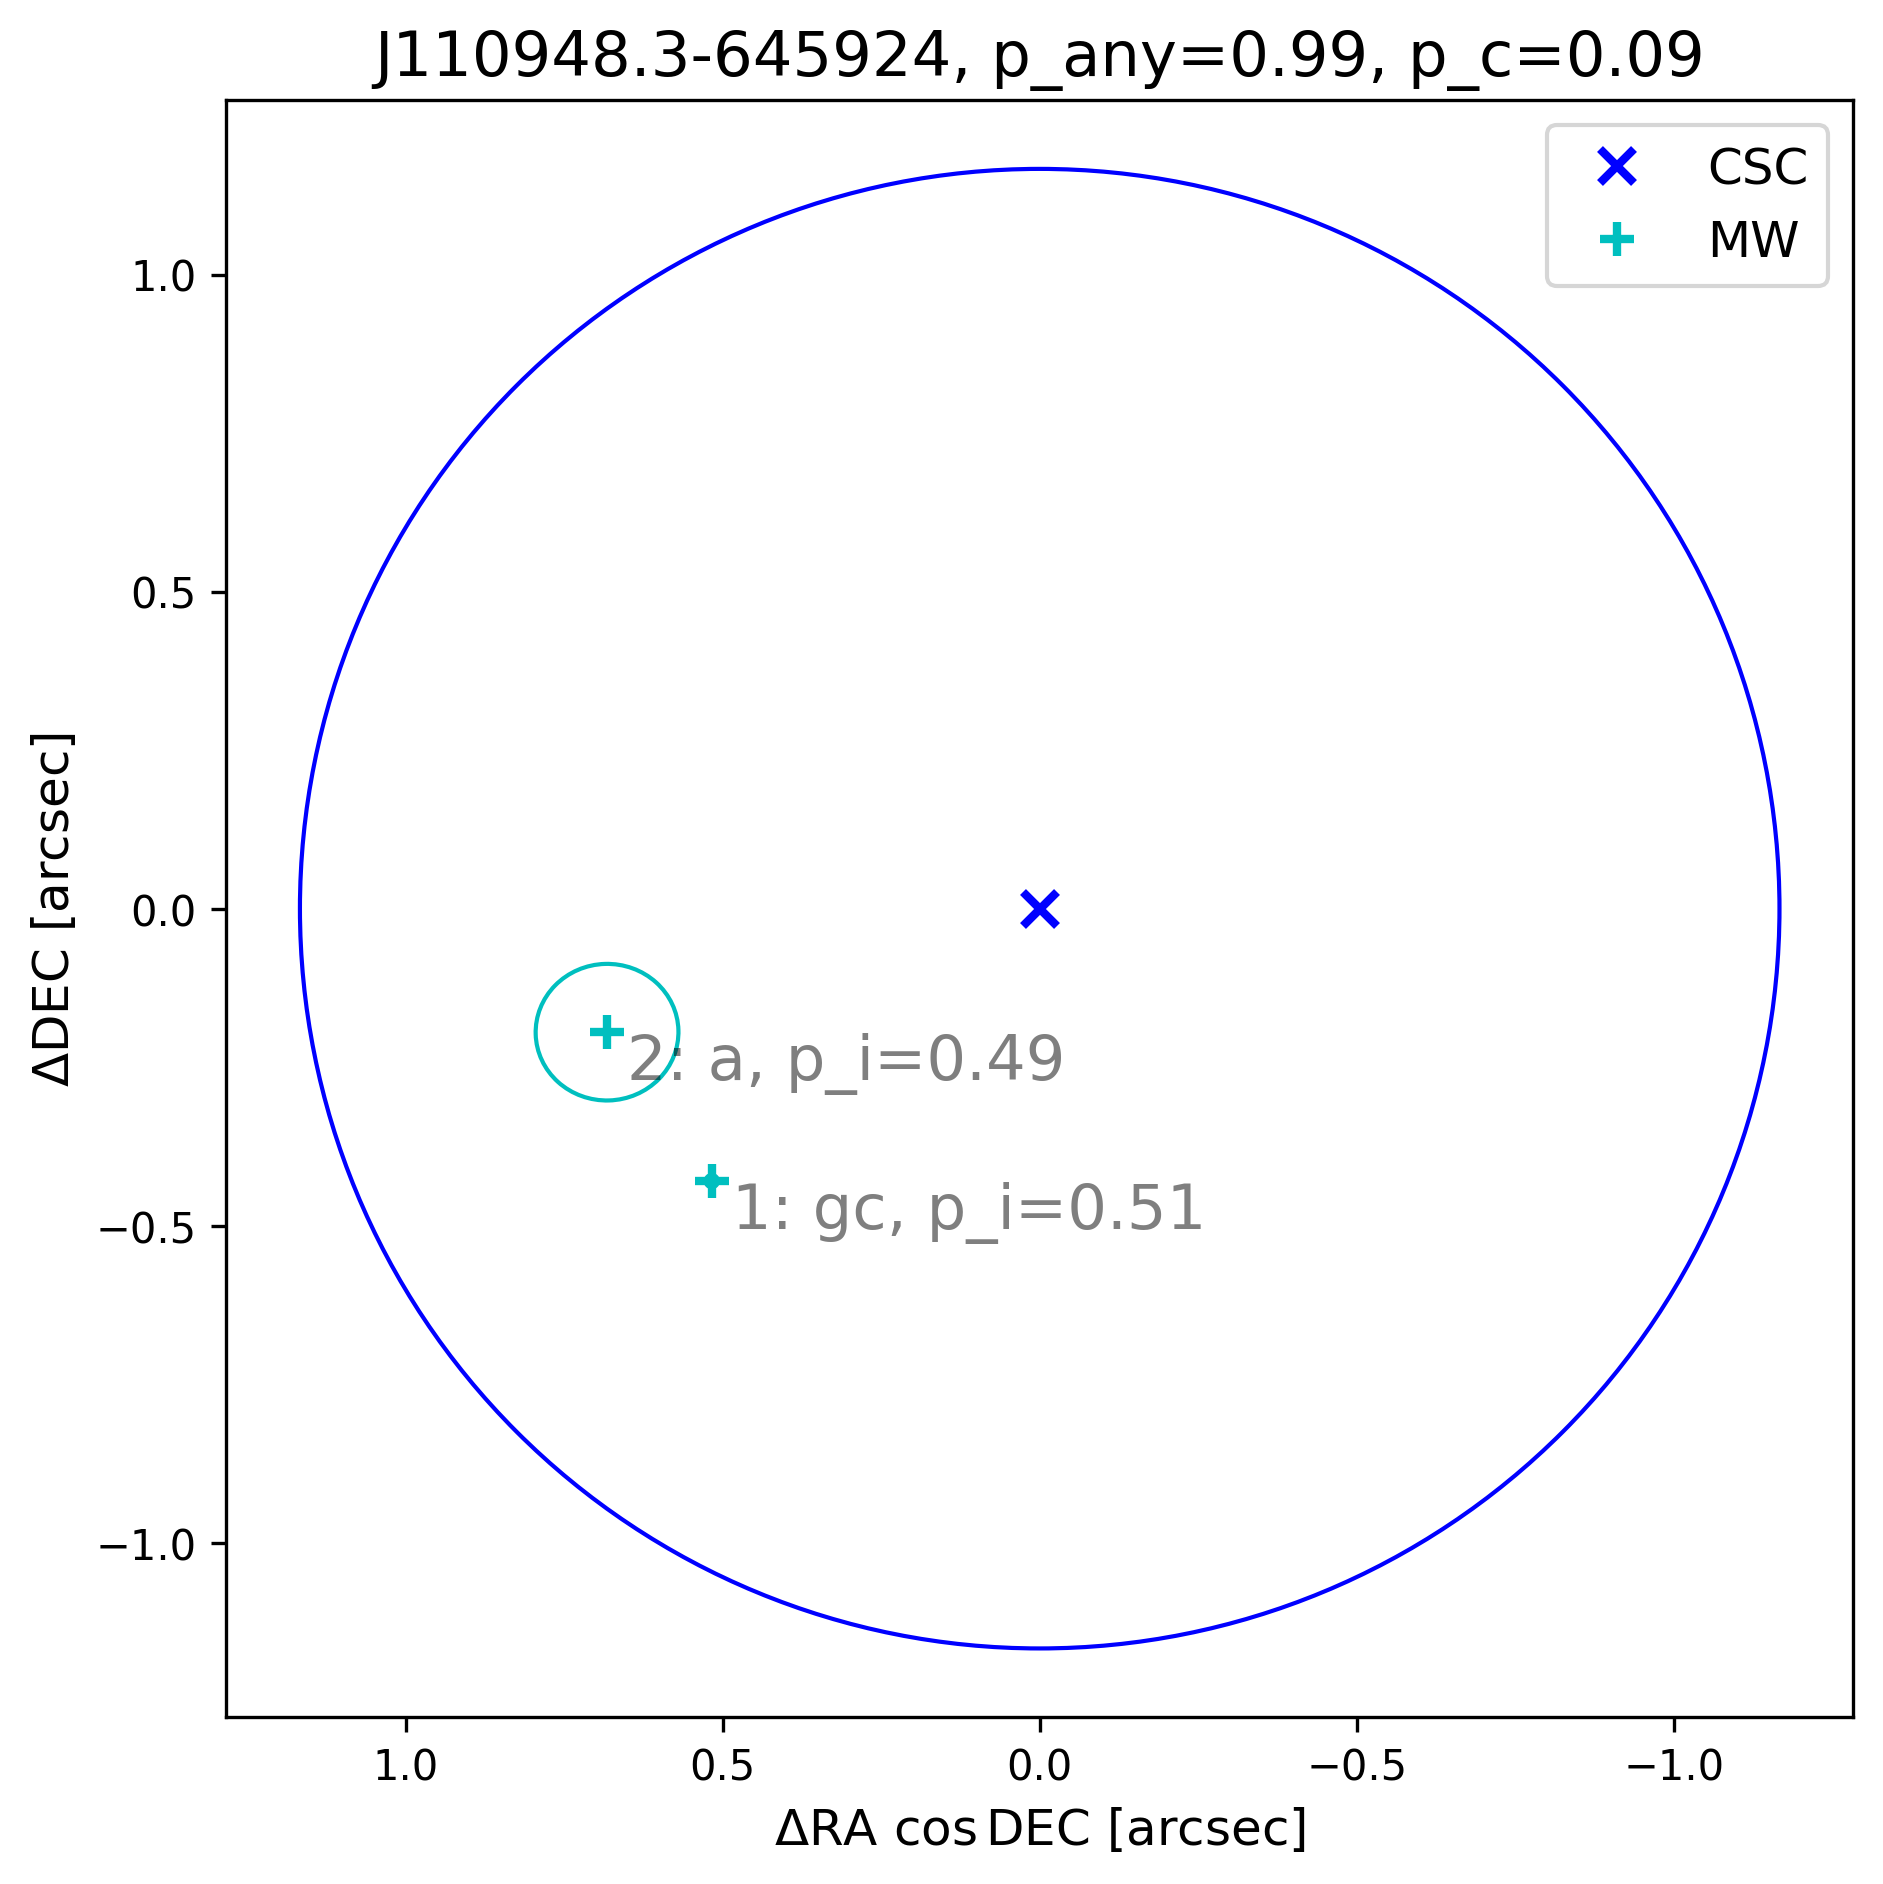 J110948.3-645924, p_any=0.99, p_c=0.09
CSC
MW
1.0
0.5
0.0
−0.5
−1.0
ΔDEC [arcsec]
2: a, p_i=0.49
1: gc, p_i=0.51
1.0 0.5 0.0 −0.5 −1.0
ΔRA cos DEC [arcsec]